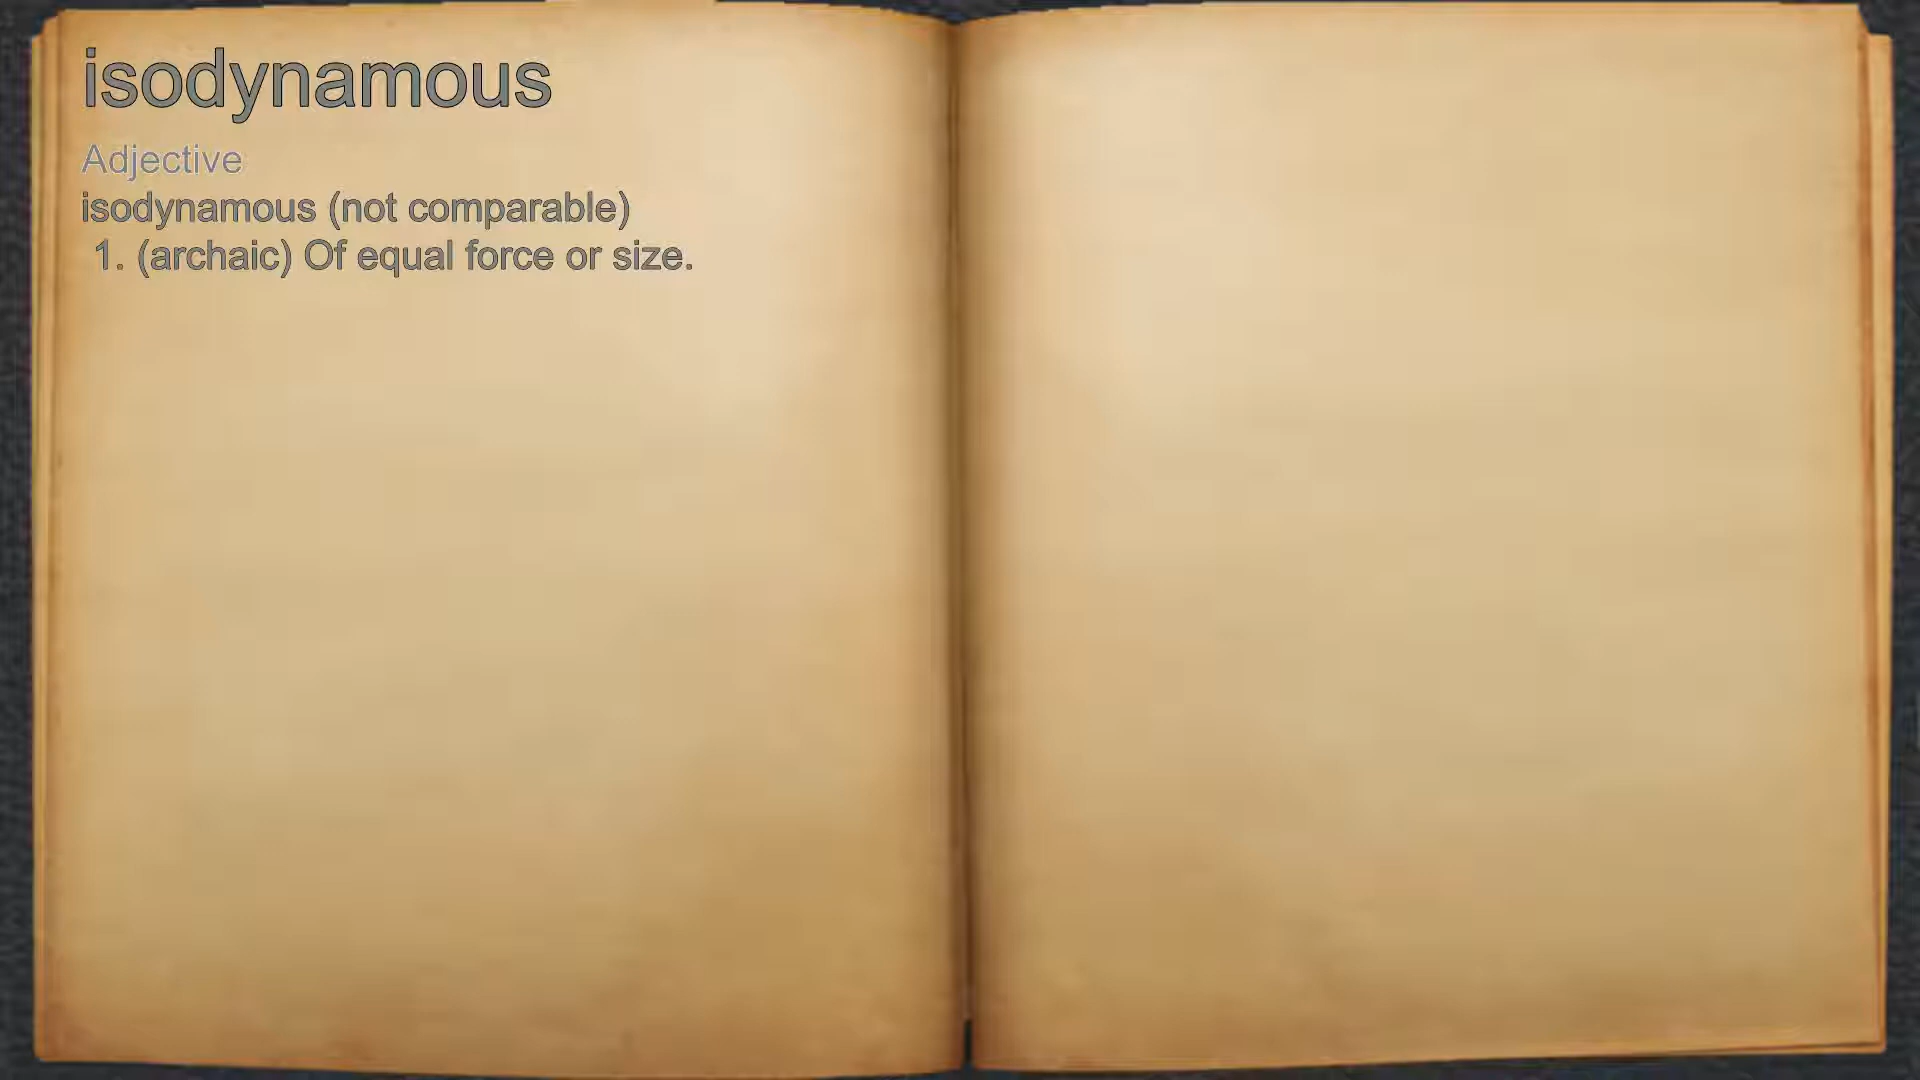 isodynamous
Adjective
isodynamous (not comparable)
1. (archaic) Of equal force or size.